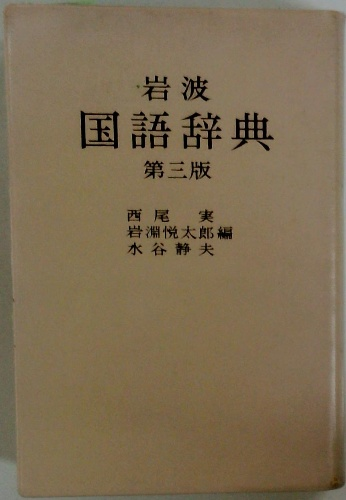 岩波
国語辞典
第三版
西尾 実
岩淵悦太郎編
水谷静夫